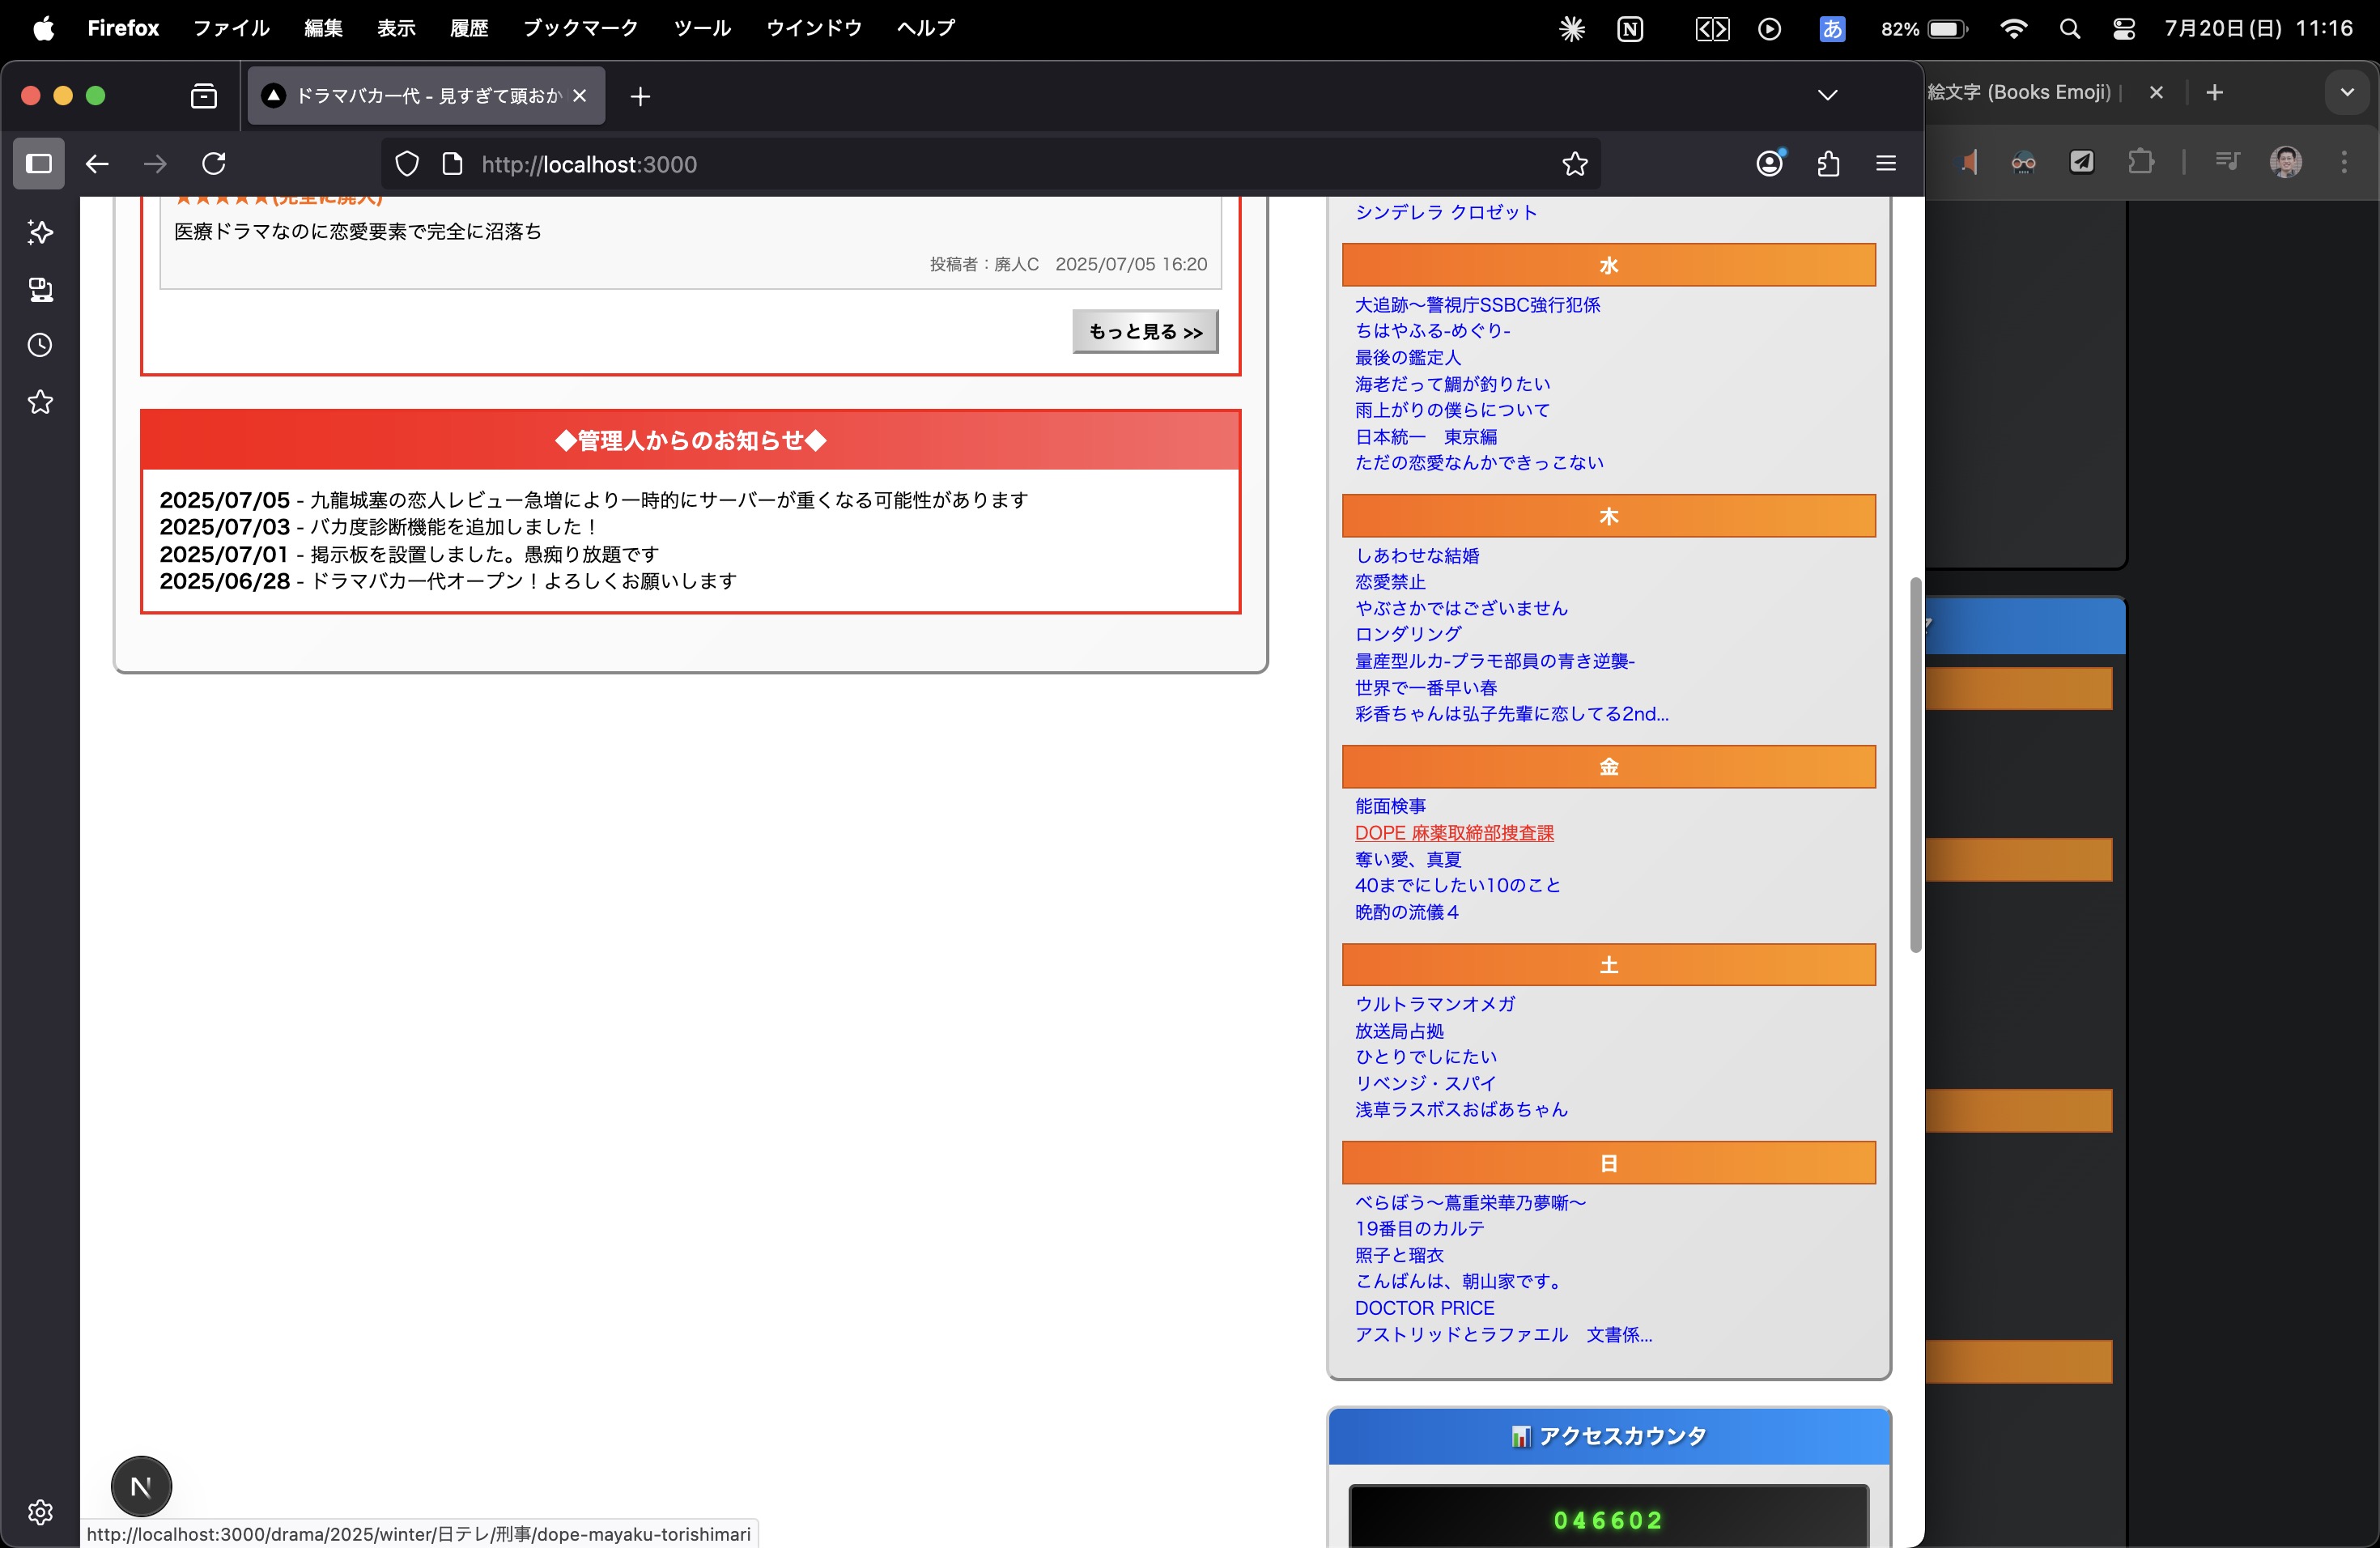 Firefox ファイル 編集 表示 履歴 ブックマーク ツール ウインドウ ヘルプ
あ 82% 7月20日(日) 11:16
ドラマバカ一代 - 見すぎて頭おか
http://localhost:3000
絵文字 (Books Emoji) |
★★★★★(完全に廃人)
医療ドラマなのに恋愛要素で完全に沼落ち
投稿者：廃人C 2025/07/05 16:20
もっと見る >>
◆管理人からのお知らせ◆
2025/07/05 - 九龍城塞の恋人レビュー急増により一時的にサーバーが重くなる可能性があります
2025/07/03 - バカ度診断機能を追加しました！
2025/07/01 - 掲示板を設置しました。愚痴り放題です
2025/06/28 - ドラマバカ一代オープン！よろしくお願いします
シンデレラ クロゼット
水
大追跡〜警視庁SSBC強行犯係
ちはやふる-めぐり-
最後の鑑定人
海老だって鯛が釣りたい
雨上がりの僕らについて
日本統一　東京編
ただの恋愛なんかできっこない
木
しあわせな結婚
恋愛禁止
やぶさかではございません
ロンダリング
量産型ルカ-プラモ部員の青き逆襲-
世界で一番早い春
彩香ちゃんは弘子先輩に恋してる2nd...
金
能面検事
DOPE 麻薬取締部捜査課
奪い愛、真夏
40までにしたい10のこと
晩酌の流儀４
土
ウルトラマンオメガ
放送局占拠
ひとりでしにたい
リベンジ・スパイ
浅草ラスボスおばあちゃん
日
べらぼう〜蔦重栄華乃夢噺〜
19番目のカルテ
照子と瑠衣
こんばんは、朝山家です。
DOCTOR PRICE
アストリッドとラファエル　文書係...
アクセスカウンタ
046602
N
http://localhost:3000/drama/2025/winter/日テレ/刑事/dope-mayaku-torishimari